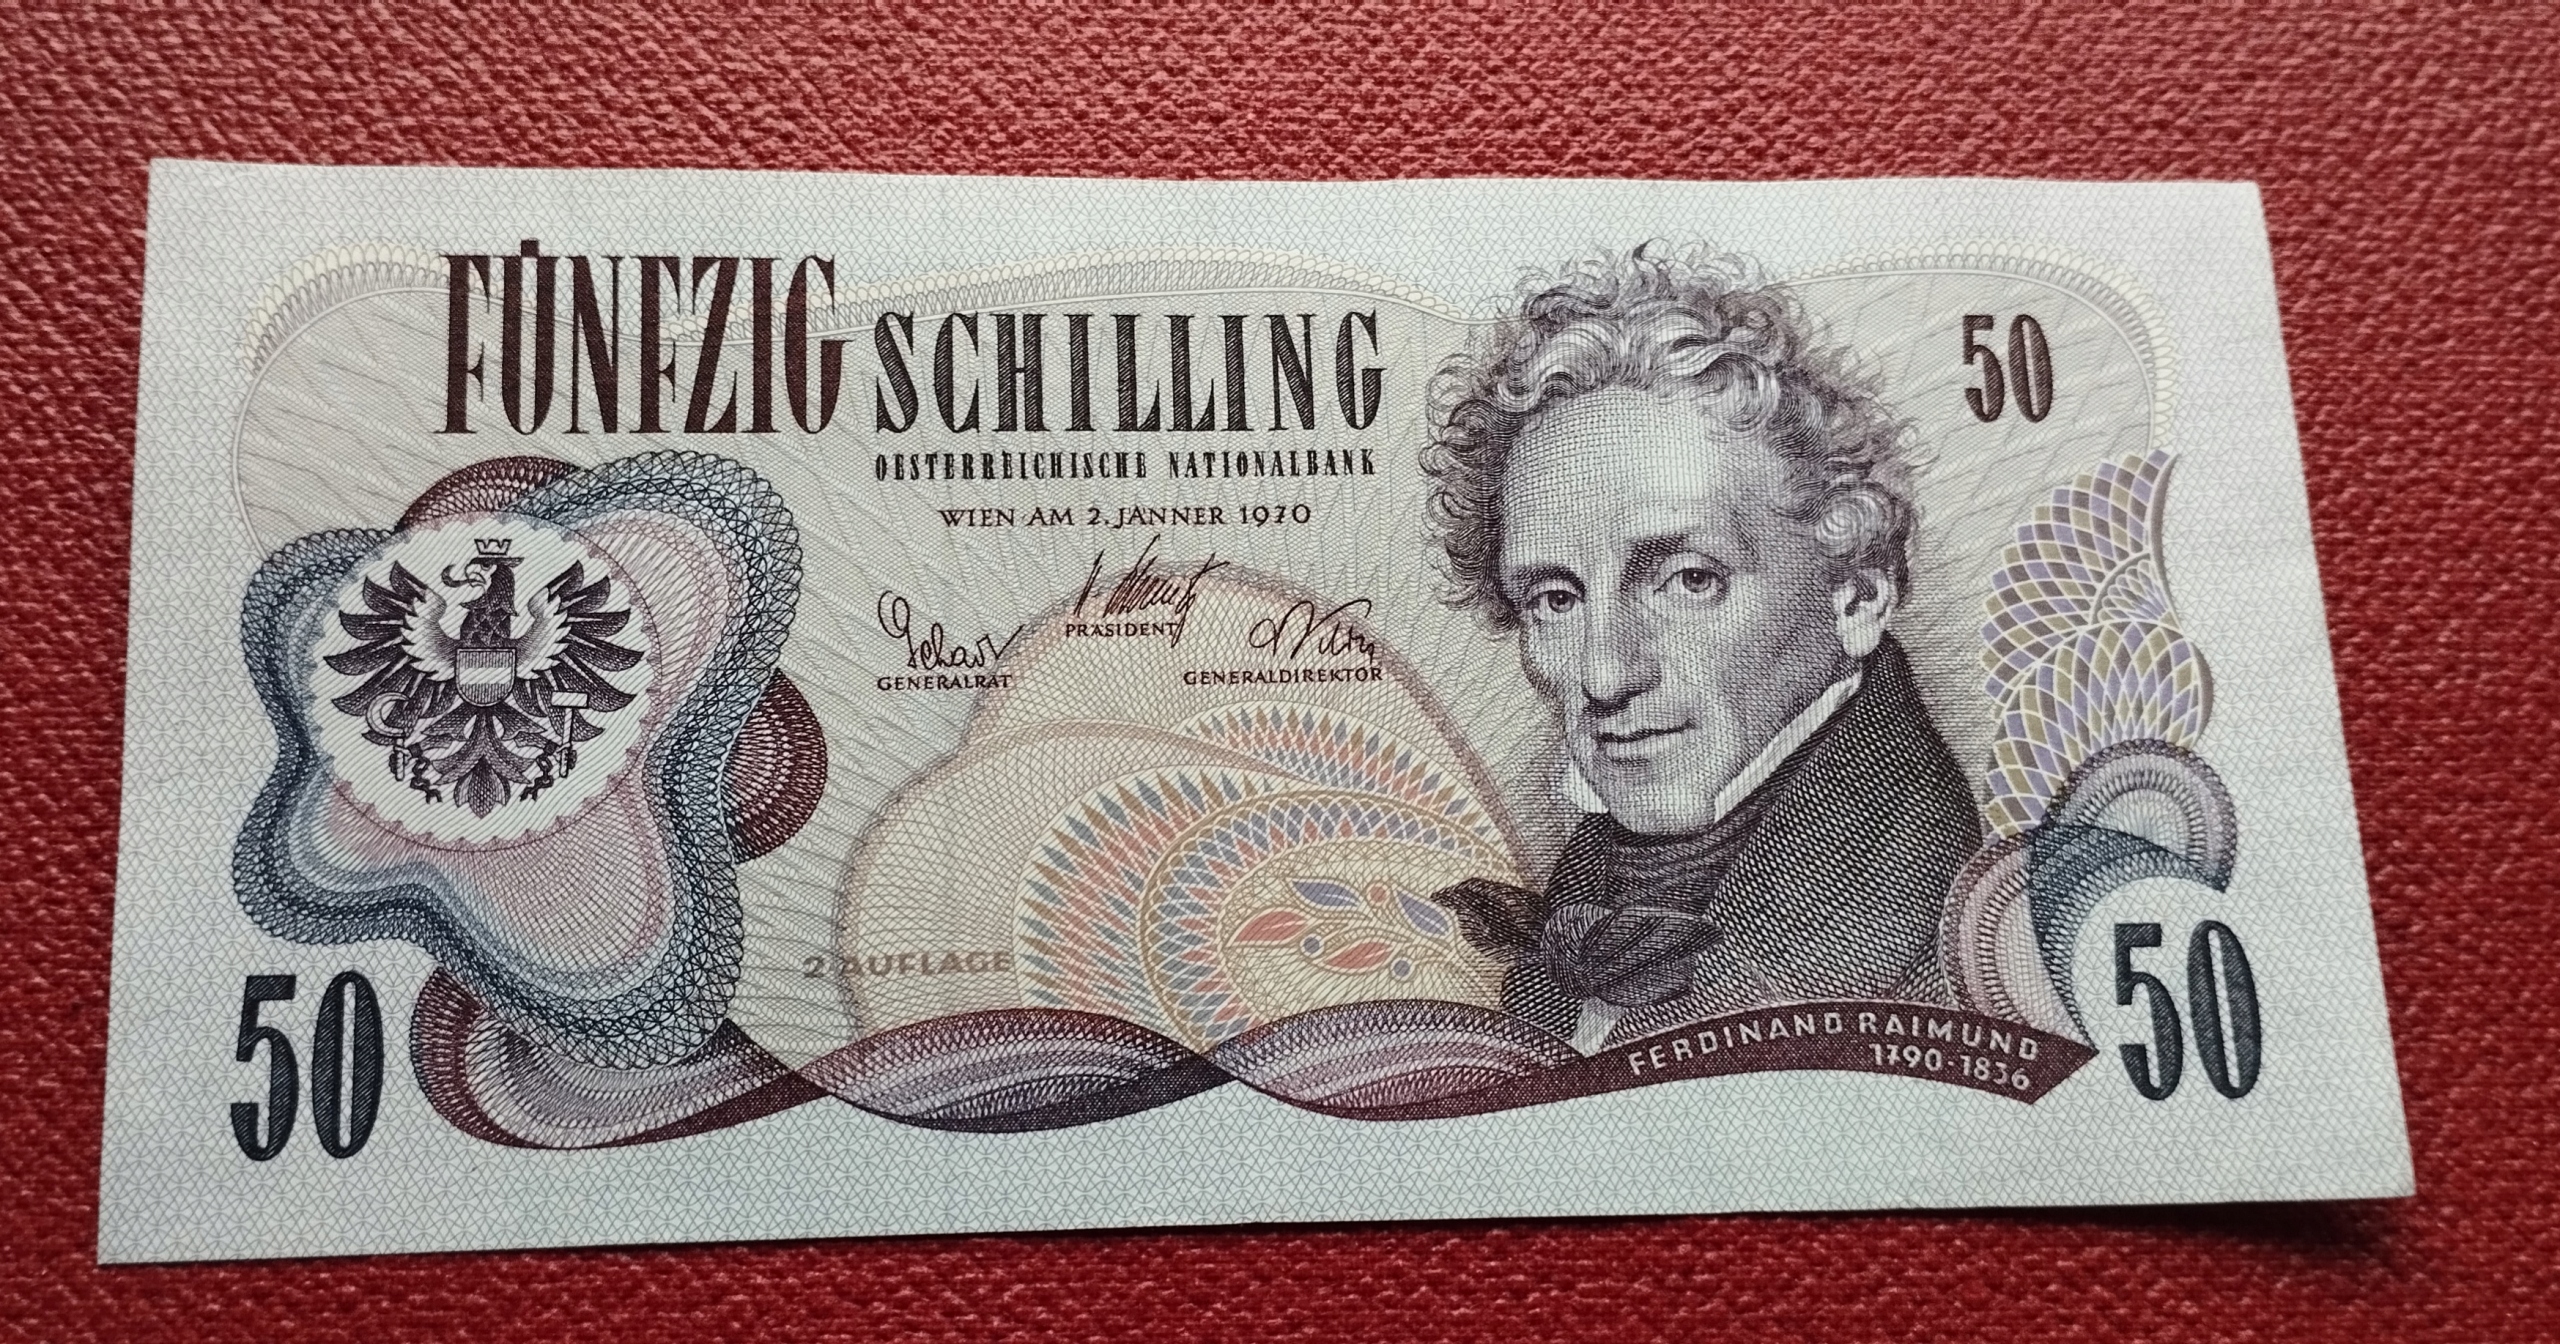 FÜNFZIG SCHILLING
50
OESTERREICHISCHE NATIONALBANK
WIEN AM 2. JÄNNER 1970
PRÄSIDENT
GENERALRAT
GENERALDIREKTOR
2 AUFLAGE
FERDINAND RAIMUND
1790-1836
50
50